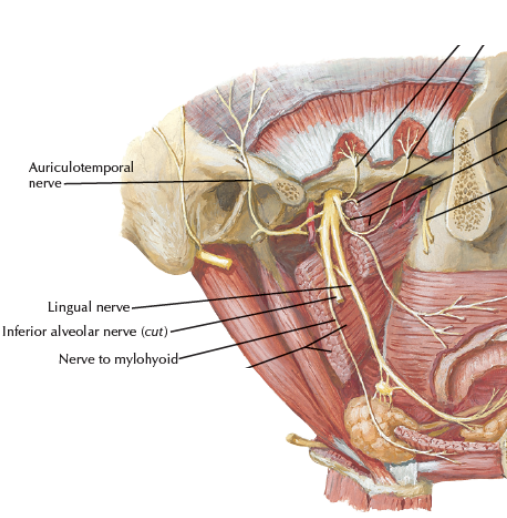 Auriculotemporal
nerve
Lingual nerve
Inferior alveolar nerve (cut)
Nerve to mylohyoid